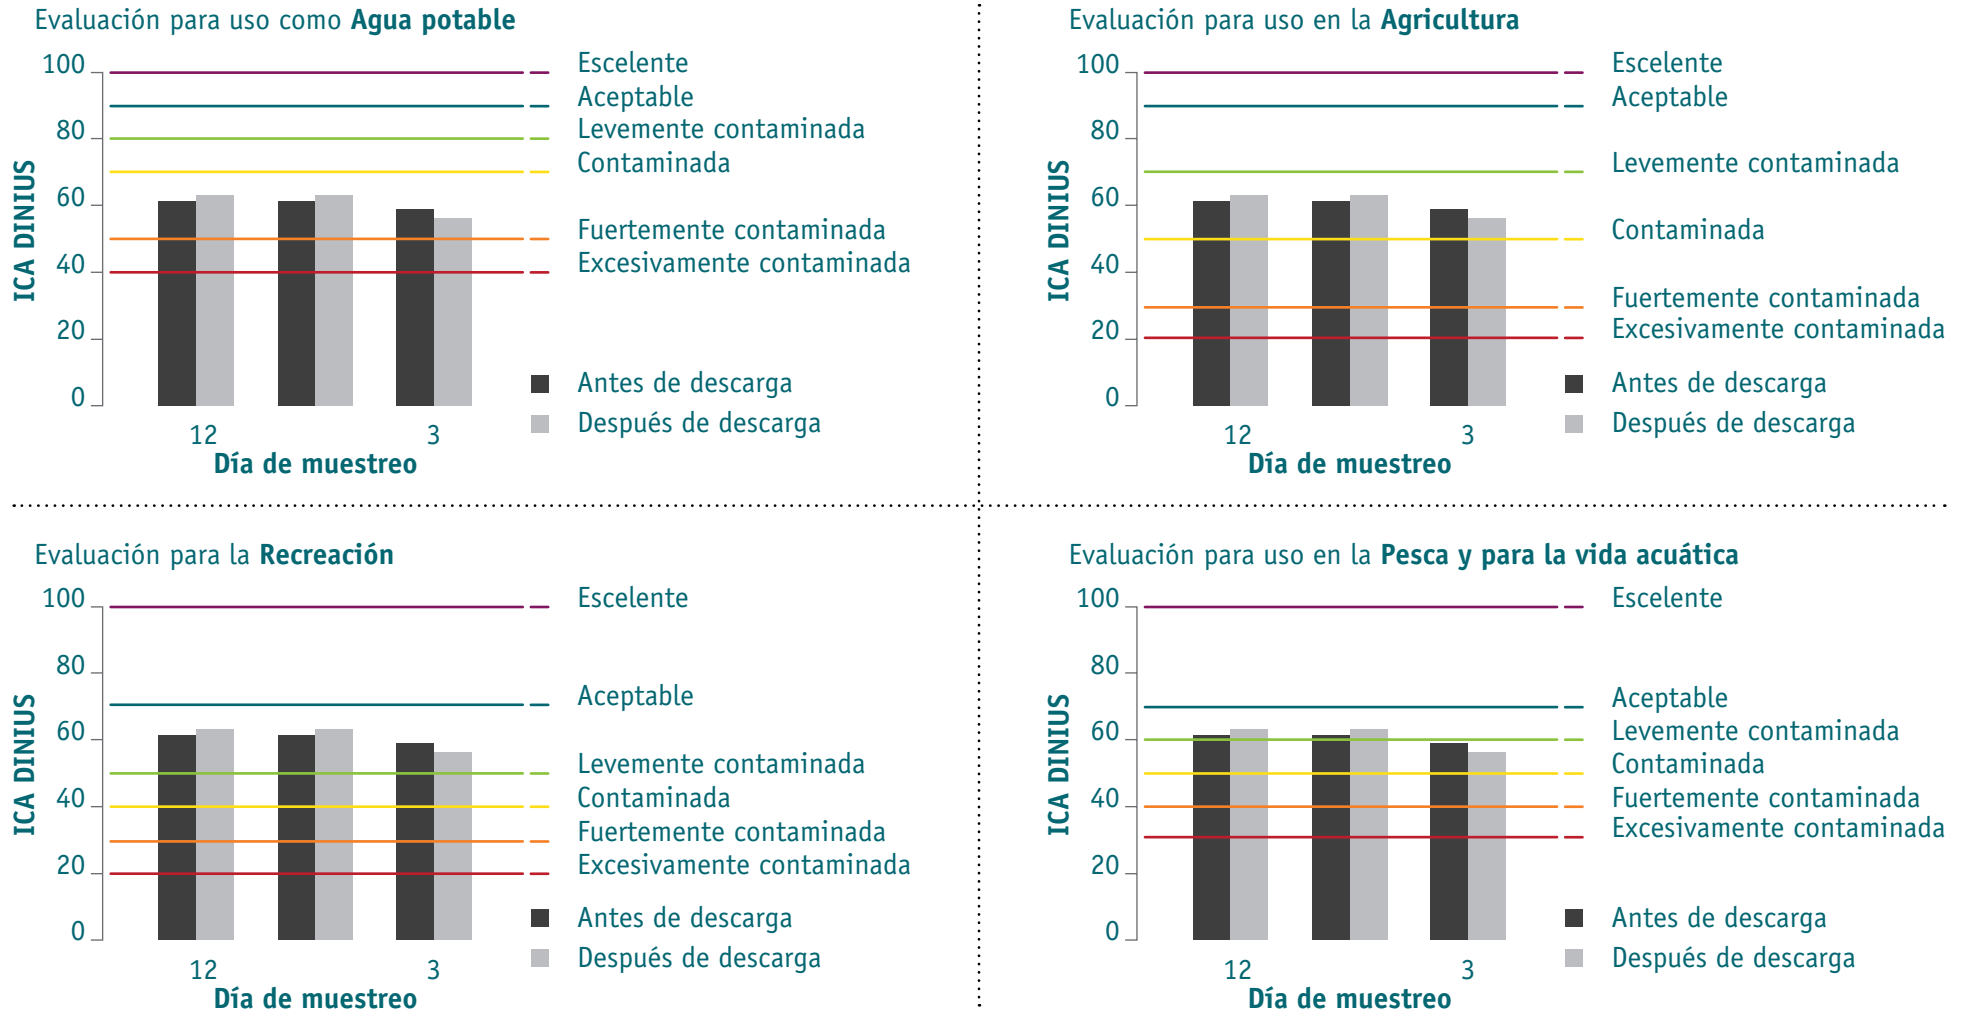 Evaluación para uso como Agua potable
100
80
60
40
20
0
ICA DINIUS
Escelente
Aceptable
Levemente contaminada
Contaminada
Fuertemente contaminada
Excesivamente contaminada
Antes de descarga
Después de descarga
12 3
Día de muestreo
Evaluación para uso en la Agricultura
100
80
60
40
20
0
ICA DINIUS
Escelente
Aceptable
Levemente contaminada
Contaminada
Fuertemente contaminada
Excesivamente contaminada
Antes de descarga
Después de descarga
12 3
Día de muestreo
Evaluación para la Recreación
100
80
60
40
20
0
ICA DINIUS
Escelente
Aceptable
Levemente contaminada
Contaminada
Fuertemente contaminada
Excesivamente contaminada
Antes de descarga
Después de descarga
12 3
Día de muestreo
Evaluación para uso en la Pesca y para la vida acuática
100
80
60
40
20
0
ICA DINIUS
Escelente
Aceptable
Levemente contaminada
Contaminada
Fuertemente contaminada
Excesivamente contaminada
Antes de descarga
Después de descarga
12 3
Día de muestreo